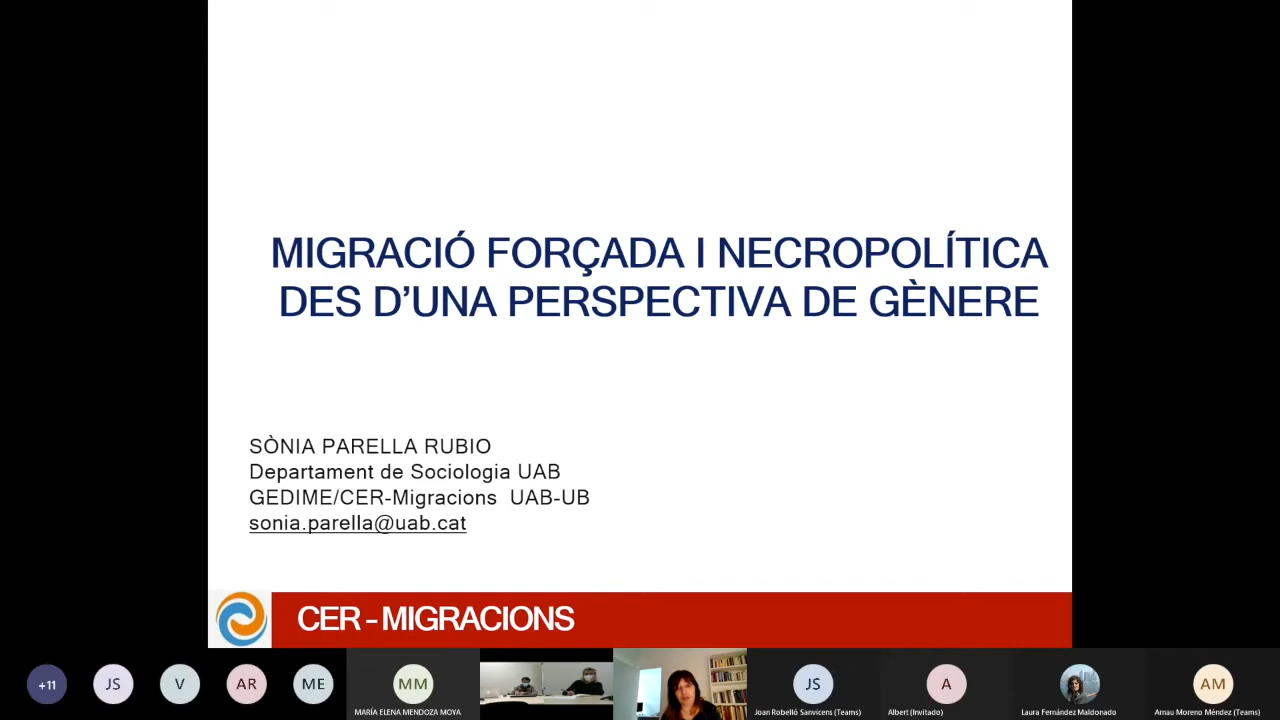 MIGRACIÓ FORÇADA I NECROPOLÍTICA
DES D'UNA PERSPECTIVA DE GÈNERE
SÒNIA PARELLA RUBIO
Departament de Sociologia UAB
GEDIME/CER-Migracions UAB-UB
sonia.parella@uab.cat
CER - MIGRACIONS
+11
JS
V
AR
ME
MM
MARÍA ELENA MENDOZA MOYA
JS
Joan Robelló Sanvicens (Teams)
A
Albert (Invitado)
Laura Fernández Maldonado
AM
Arnau Moreno Méndez (Teams)